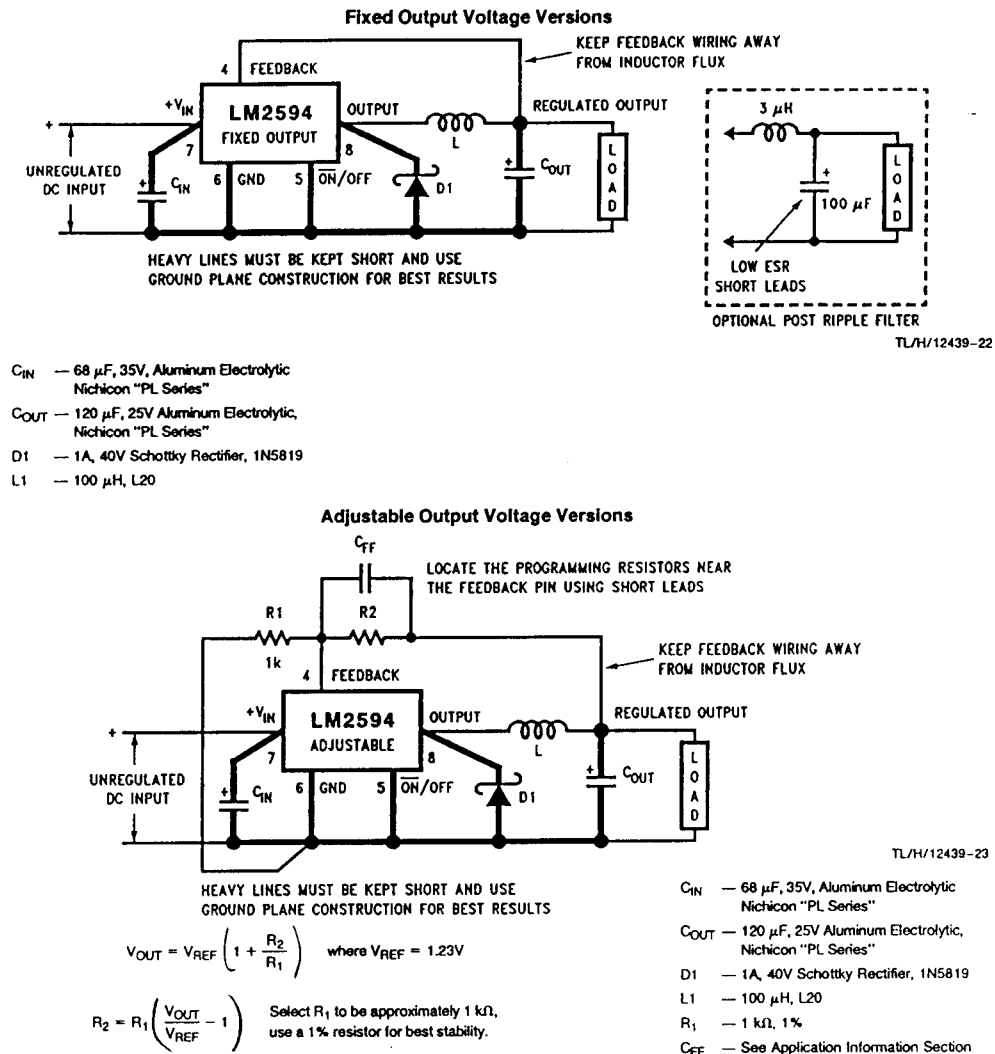 Fixed Output Voltage Versions
KEEP FEEDBACK WIRING AWAY
FROM INDUCTOR FLUX
4 FEEDBACK
+VIN
LM2594
FIXED OUTPUT
OUTPUT
REGULATED OUTPUT
+
7
8
L
UNREGULATED
DC INPUT
+
CIN
6 GND
5 O̅N̅/OFF
D1
+
COUT
LOAD
HEAVY LINES MUST BE KEPT SHORT AND USE
GROUND PLANE CONSTRUCTION FOR BEST RESULTS
3 μH
+
100 μF
LOAD
LOW ESR
SHORT LEADS
OPTIONAL POST RIPPLE FILTER
TL/H/12439-22
CIN — 68 μF, 35V, Aluminum Electrolytic
Nichicon "PL Series"
COUT — 120 μF, 25V Aluminum Electrolytic,
Nichicon "PL Series"
D1 — 1A, 40V Schottky Rectifier, 1N5819
L1 — 100 μH, L20
Adjustable Output Voltage Versions
CFF
LOCATE THE PROGRAMMING RESISTORS NEAR
THE FEEDBACK PIN USING SHORT LEADS
R1
R2
1k
KEEP FEEDBACK WIRING AWAY
FROM INDUCTOR FLUX
4 FEEDBACK
+VIN
LM2594
ADJUSTABLE
OUTPUT
REGULATED OUTPUT
+
7
8
L
UNREGULATED
DC INPUT
+
CIN
6 GND
5 O̅N̅/OFF
D1
+
COUT
LOAD
TL/H/12439-23
HEAVY LINES MUST BE KEPT SHORT AND USE
GROUND PLANE CONSTRUCTION FOR BEST RESULTS
VOUT = VREF (1 + R2/R1) where VREF = 1.23V
R2 = R1 (VOUT/VREF − 1) Select R1 to be approximately 1 kΩ,
use a 1% resistor for best stability.
CIN — 68 μF, 35V, Aluminum Electrolytic
Nichicon "PL Series"
COUT — 120 μF, 25V Aluminum Electrolytic,
Nichicon "PL Series"
D1 — 1A, 40V Schottky Rectifier, 1N5819
L1 — 100 μH, L20
R1 — 1 kΩ, 1%
CFF — See Application Information Section